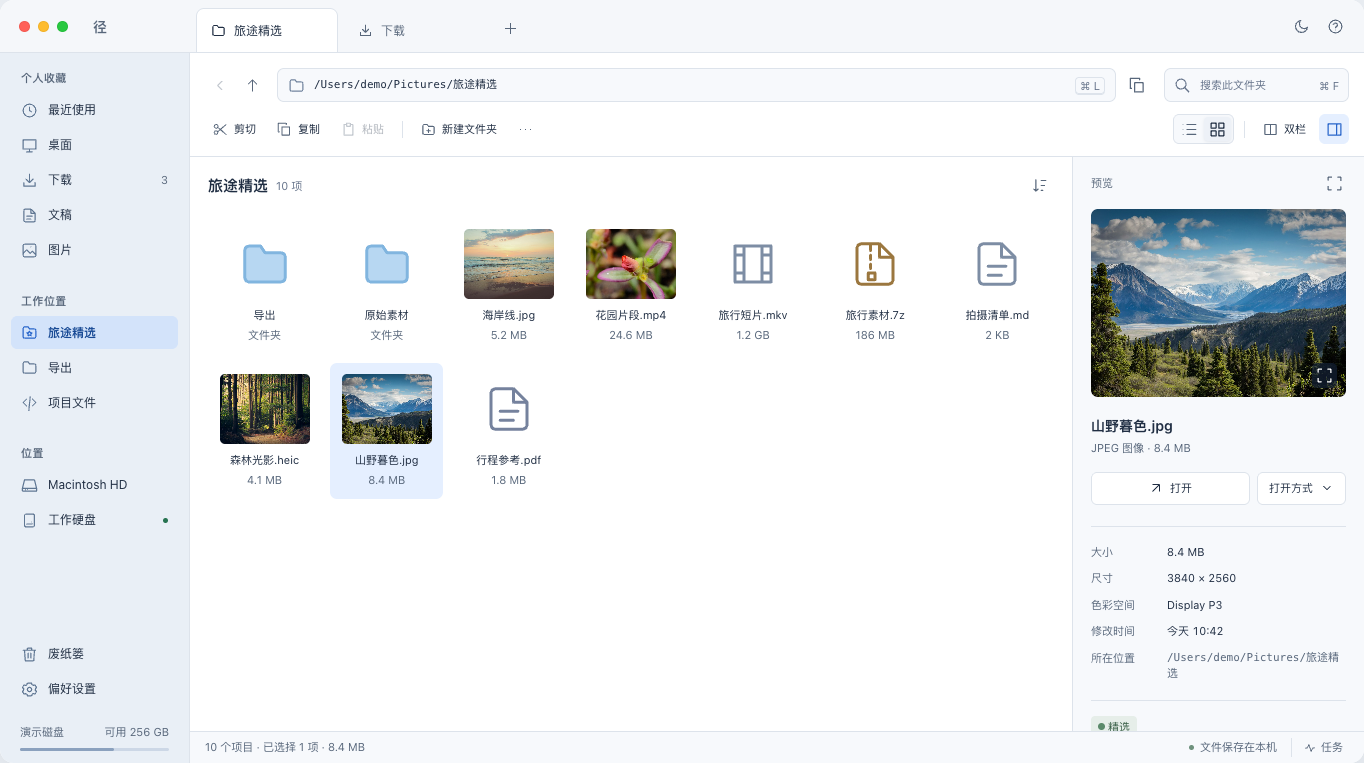 径
旅途精选
下载
个人收藏
最近使用
桌面
下载 3
文稿
图片
工作位置
旅途精选
导出
项目文件
位置
Macintosh HD
工作硬盘
废纸篓
偏好设置
演示磁盘 可用 256 GB
/Users/demo/Pictures/旅途精选 ⌘ L
搜索此文件夹 ⌘ F
剪切 复制 粘贴 新建文件夹 ···
双栏
旅途精选 10 项
导出
文件夹
原始素材
文件夹
海岸线.jpg
5.2 MB
花园片段.mp4
24.6 MB
旅行短片.mkv
1.2 GB
旅行素材.7z
186 MB
拍摄清单.md
2 KB
森林光影.heic
4.1 MB
山野暮色.jpg
8.4 MB
行程参考.pdf
1.8 MB
预览
山野暮色.jpg
JPEG 图像 · 8.4 MB
打开 打开方式
大小 8.4 MB
尺寸 3840 × 2560
色彩空间 Display P3
修改时间 今天 10:42
所在位置 /Users/demo/Pictures/旅途精
选
精选
10 个项目 · 已选择 1 项 · 8.4 MB
文件保存在本机 任务